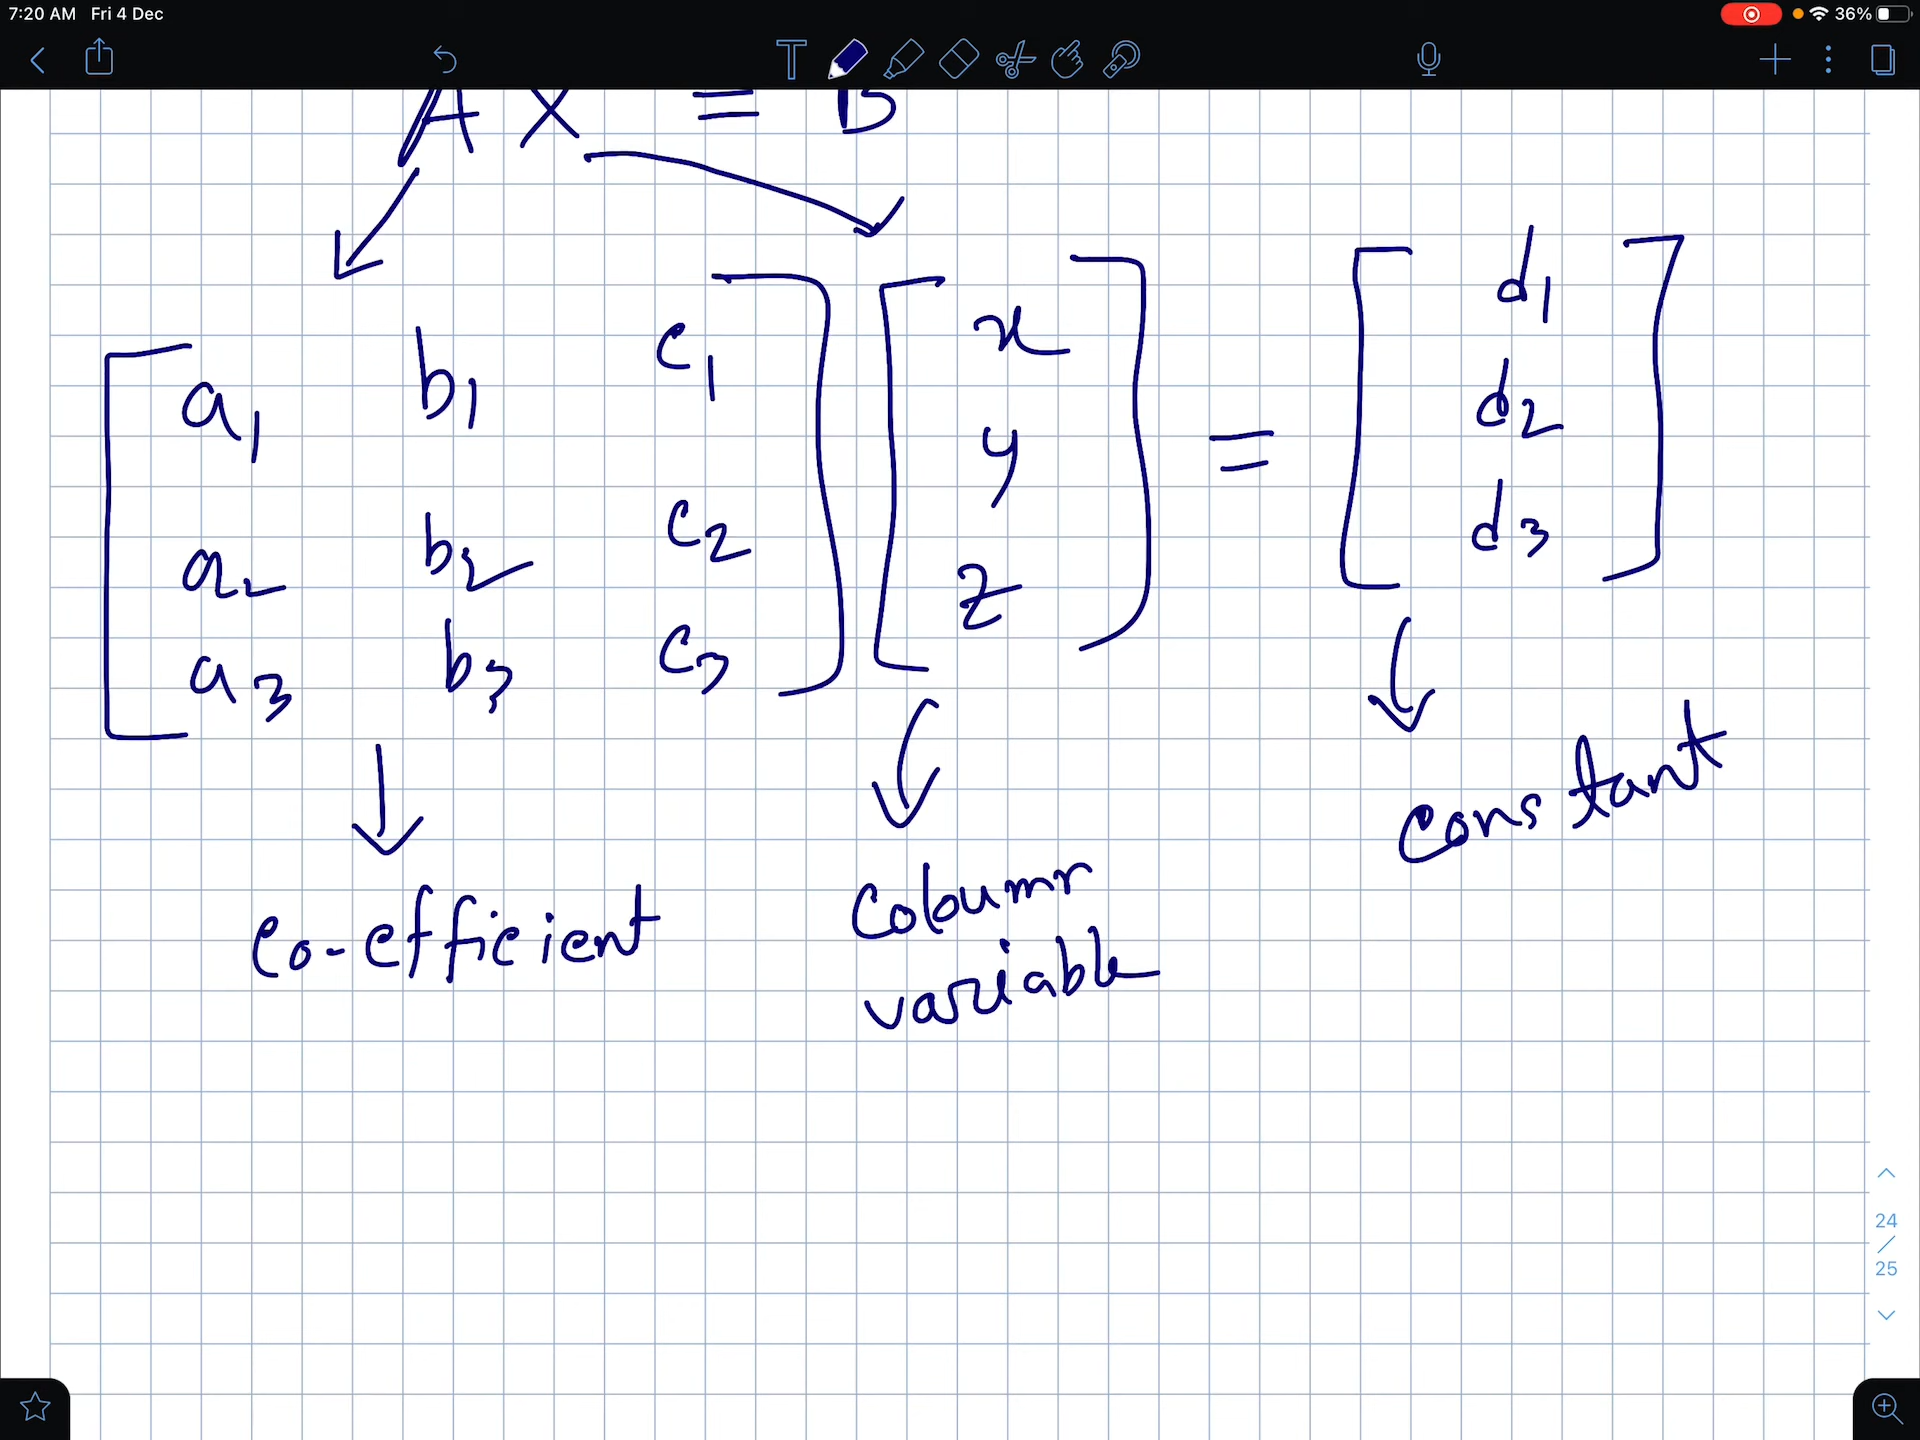 7:20 AM Fri 4 Dec 36%
T
A X = B
[ a1 b1 c1 ] [ x ] = [ d1 ]
[ a2 b2 c2 ] [ y ] [ d2 ]
[ a3 b3 c3 ] [ z ] [ d3 ]
Co-efficient
Coloumn
variable
Constant
24
/
25